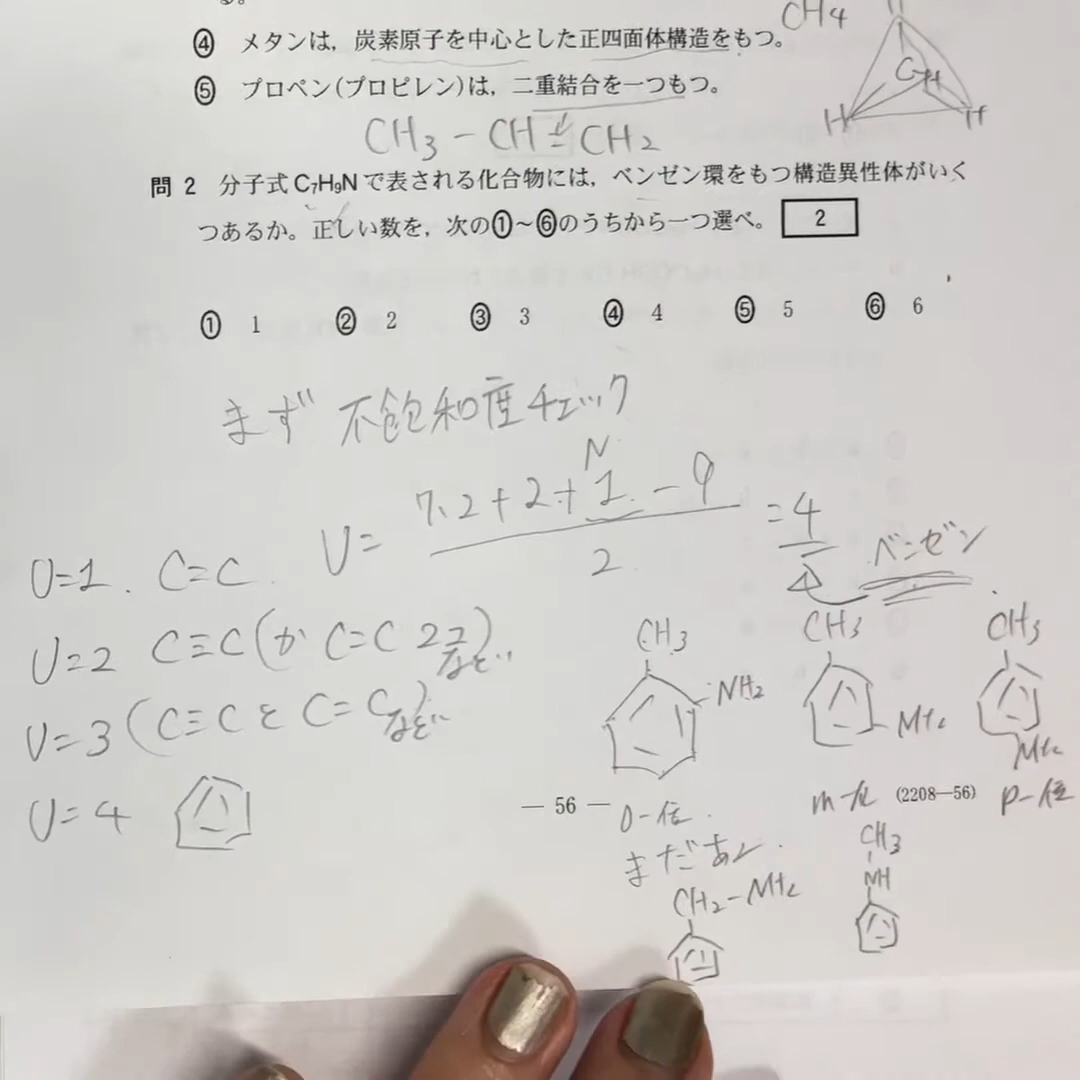 る。
④ メタンは，炭素原子を中心とした正四面体構造をもつ。
CH4
H
C H
H H
⑤ プロペン（プロピレン）は，二重結合を一つもつ。
CH3 − CH = CH2
問 2 分子式 C7H9N で表される化合物には，ベンゼン環をもつ構造異性体がいく
つあるか。正しい数を，次の①～⑥のうちから一つ選べ。 2
① 1 ② 2 ③ 3 ④ 4 ⑤ 5 ⑥ 6
まず 不飽和度チェック
N
U= 7・2+2+1−9 / 2 = 4
ベンゼン
U=1. C=C
U=2 C≡C(か C=C 2つ)など..
U=3 (C≡CとC=C)など..
U=4
CH3
NH2
o-位.
CH3
NH2
m-位
CH3
NH2
p-位
— 56 —
(2208—56)
まだある.
CH2−NH2
CH3
NH